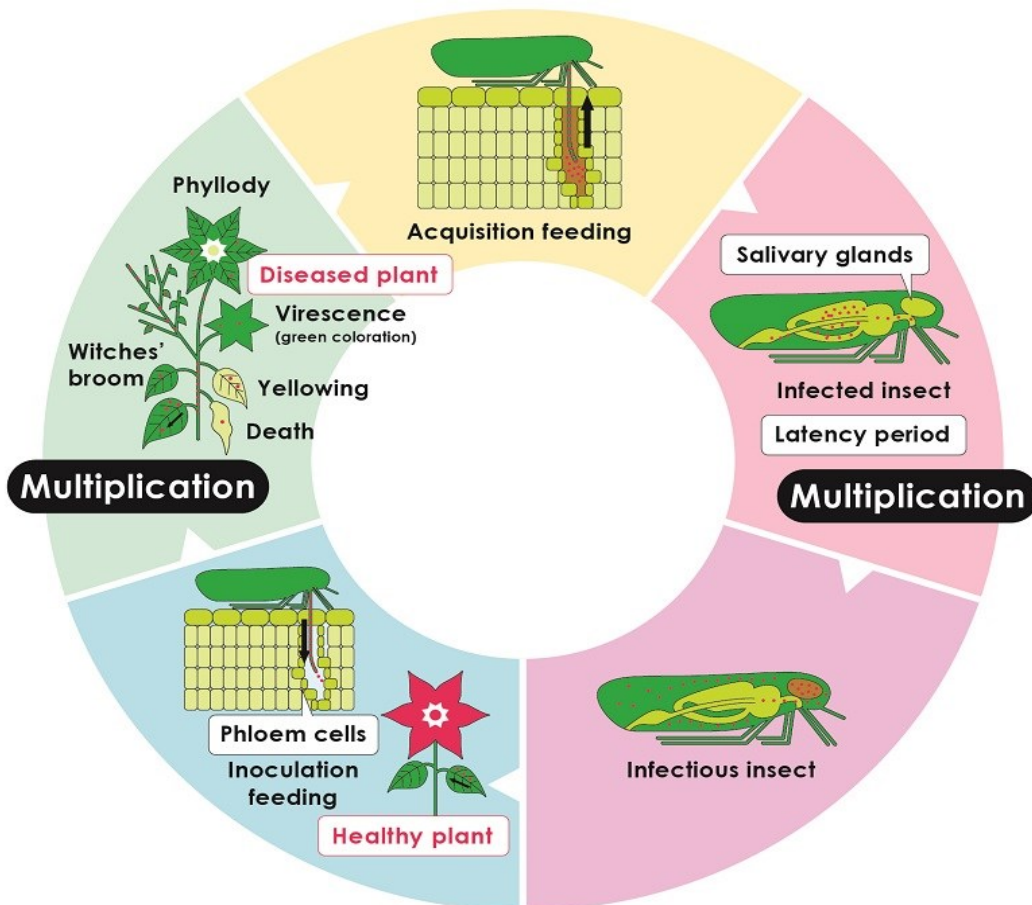 Acquisition feeding
Salivary glands
Infected insect
Latency period
Multiplication
Infectious insect
Phloem cells
Inoculation
feeding
Healthy plant
Phyllody
Diseased plant
Virescence
(green coloration)
Witches'
broom
Yellowing
Death
Multiplication